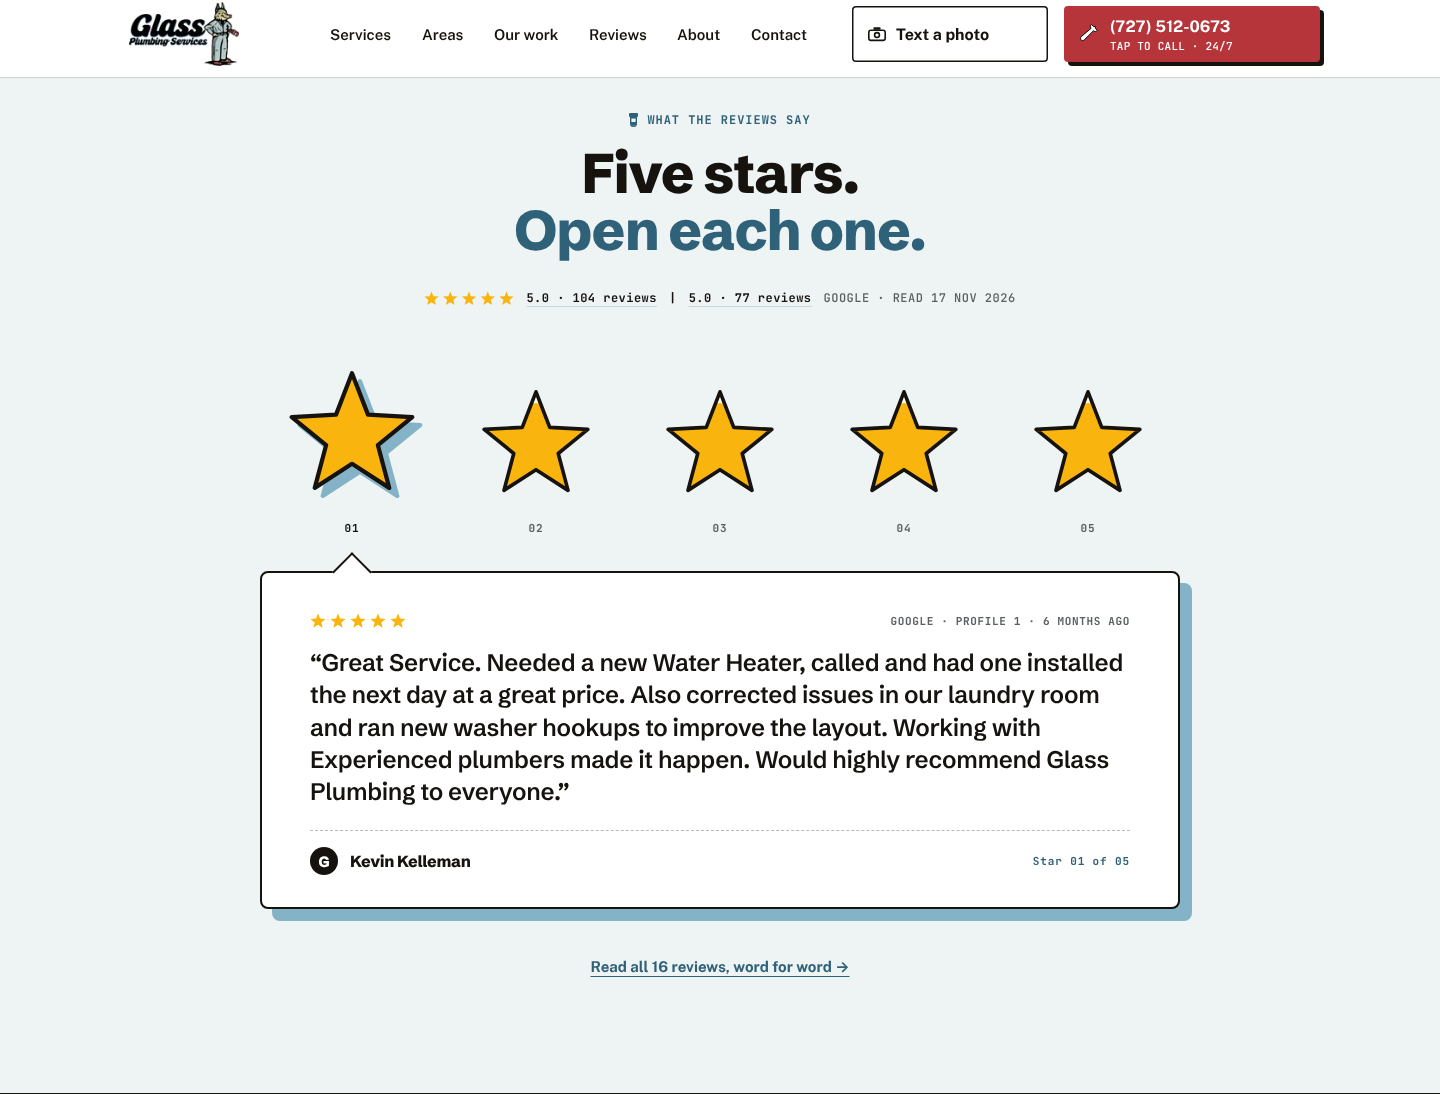 Glass
Plumbing Services
Services
Areas
Our work
Reviews
About
Contact
Text a photo
(727) 512-0673
TAP TO CALL · 24/7
WHAT THE REVIEWS SAY
Five stars.
Open each one.
5.0 · 104 reviews | 5.0 · 77 reviews GOOGLE · READ 17 NOV 2026
01
02
03
04
05
GOOGLE · PROFILE 1 · 6 MONTHS AGO
“Great Service. Needed a new Water Heater, called and had one installed
the next day at a great price. Also corrected issues in our laundry room
and ran new washer hookups to improve the layout. Working with
Experienced plumbers made it happen. Would highly recommend Glass
Plumbing to everyone.”
G
Kevin Kelleman
Star 01 of 05
Read all 16 reviews, word for word →